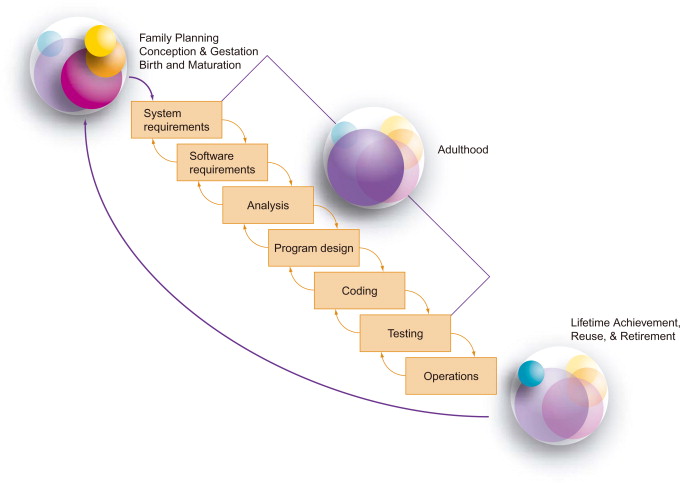 Family Planning
Conception & Gestation
Birth and Maturation
System
requirements
Software
requirements
Adulthood
Analysis
Program design
Coding
Testing
Lifetime Achievement,
Reuse, & Retirement
Operations